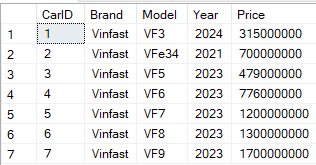 CarID Brand Model Year Price
1 1 Vinfast VF3 2024 315000000
2 2 Vinfast VFe34 2021 700000000
3 3 Vinfast VF5 2023 479000000
4 4 Vinfast VF6 2023 776000000
5 5 Vinfast VF7 2023 1200000000
6 6 Vinfast VF8 2023 1300000000
7 7 Vinfast VF9 2023 1700000000